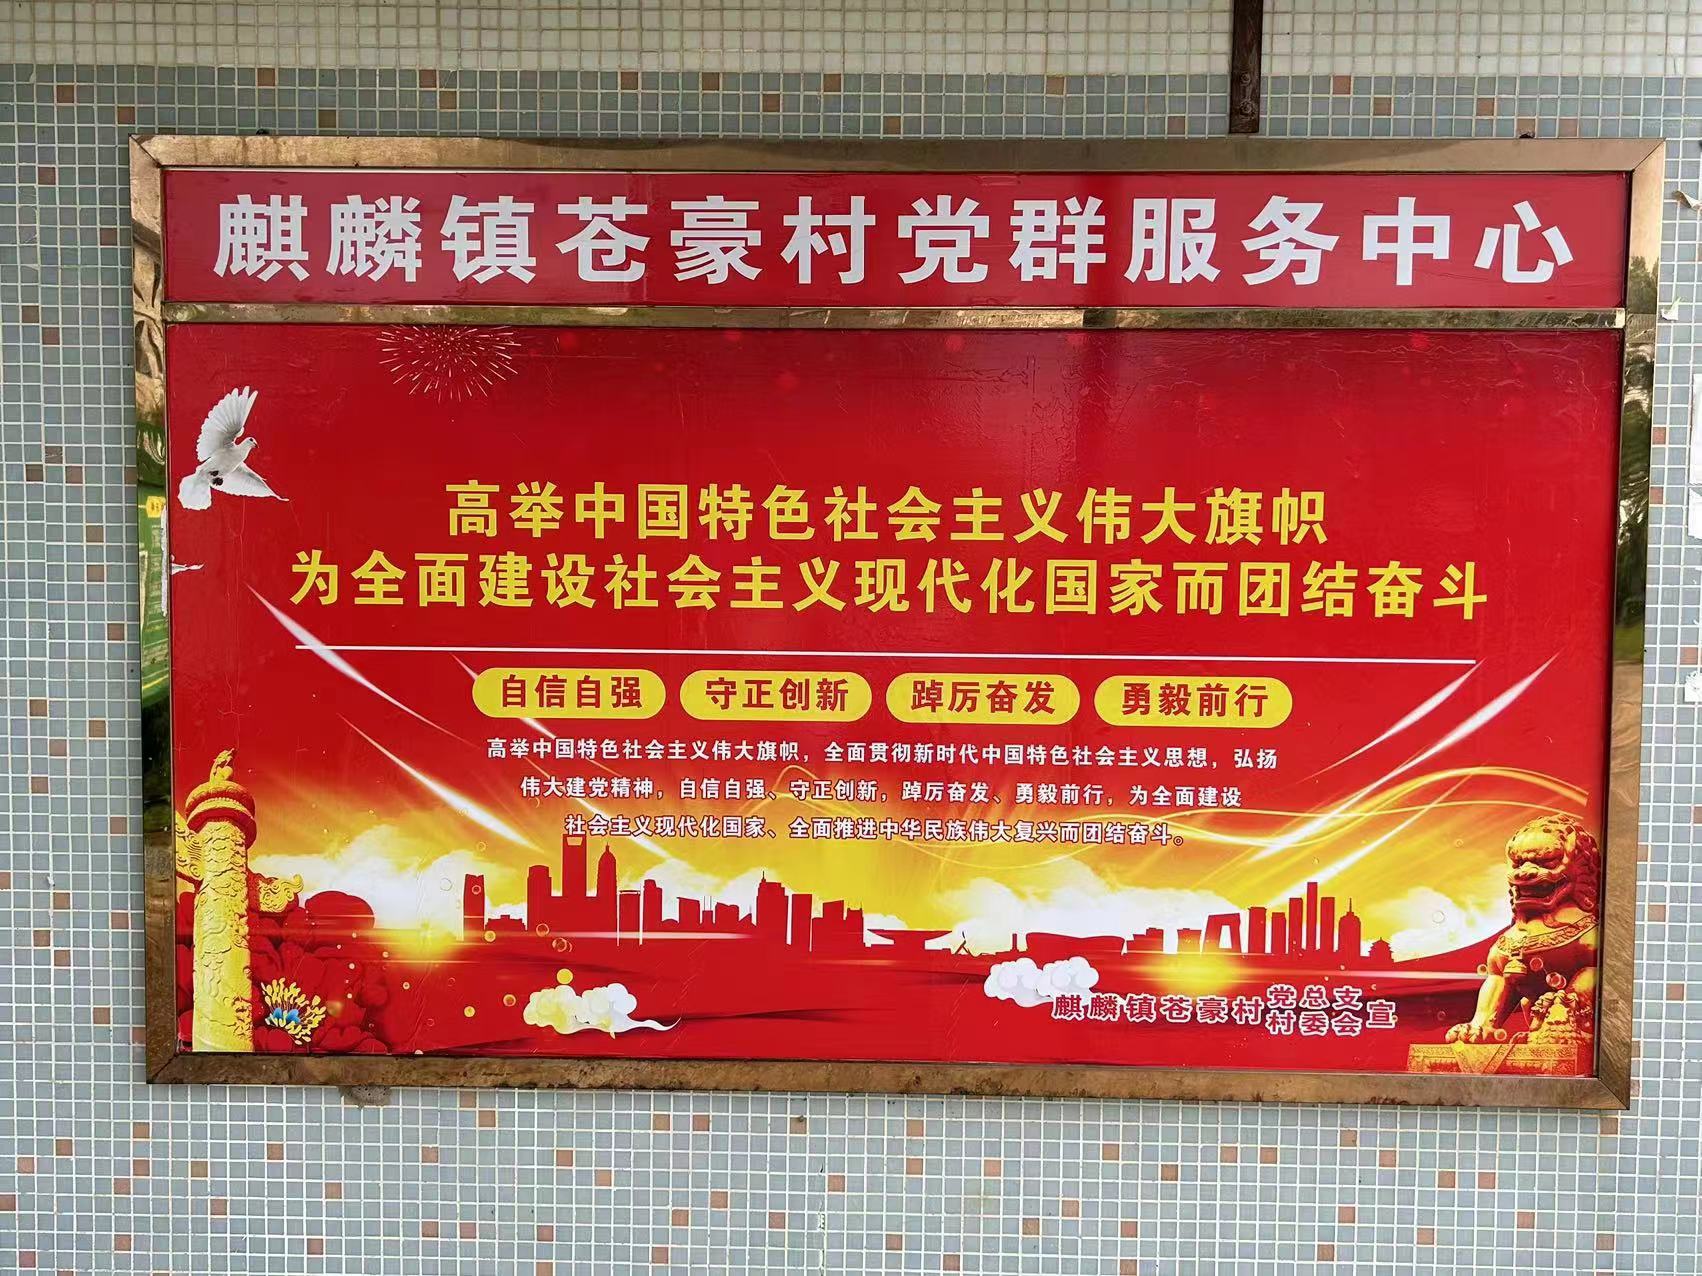 麒麟镇苍豪村党群服务中心
高举中国特色社会主义伟大旗帜
为全面建设社会主义现代化国家而团结奋斗
自信自强 守正创新 踔厉奋发 勇毅前行
高举中国特色社会主义伟大旗帜，全面贯彻新时代中国特色社会主义思想，弘扬
伟大建党精神，自信自强、守正创新，踔厉奋发、勇毅前行，为全面建设
社会主义现代化国家、全面推进中华民族伟大复兴而团结奋斗。
麒麟镇苍豪村党总支村委会宣